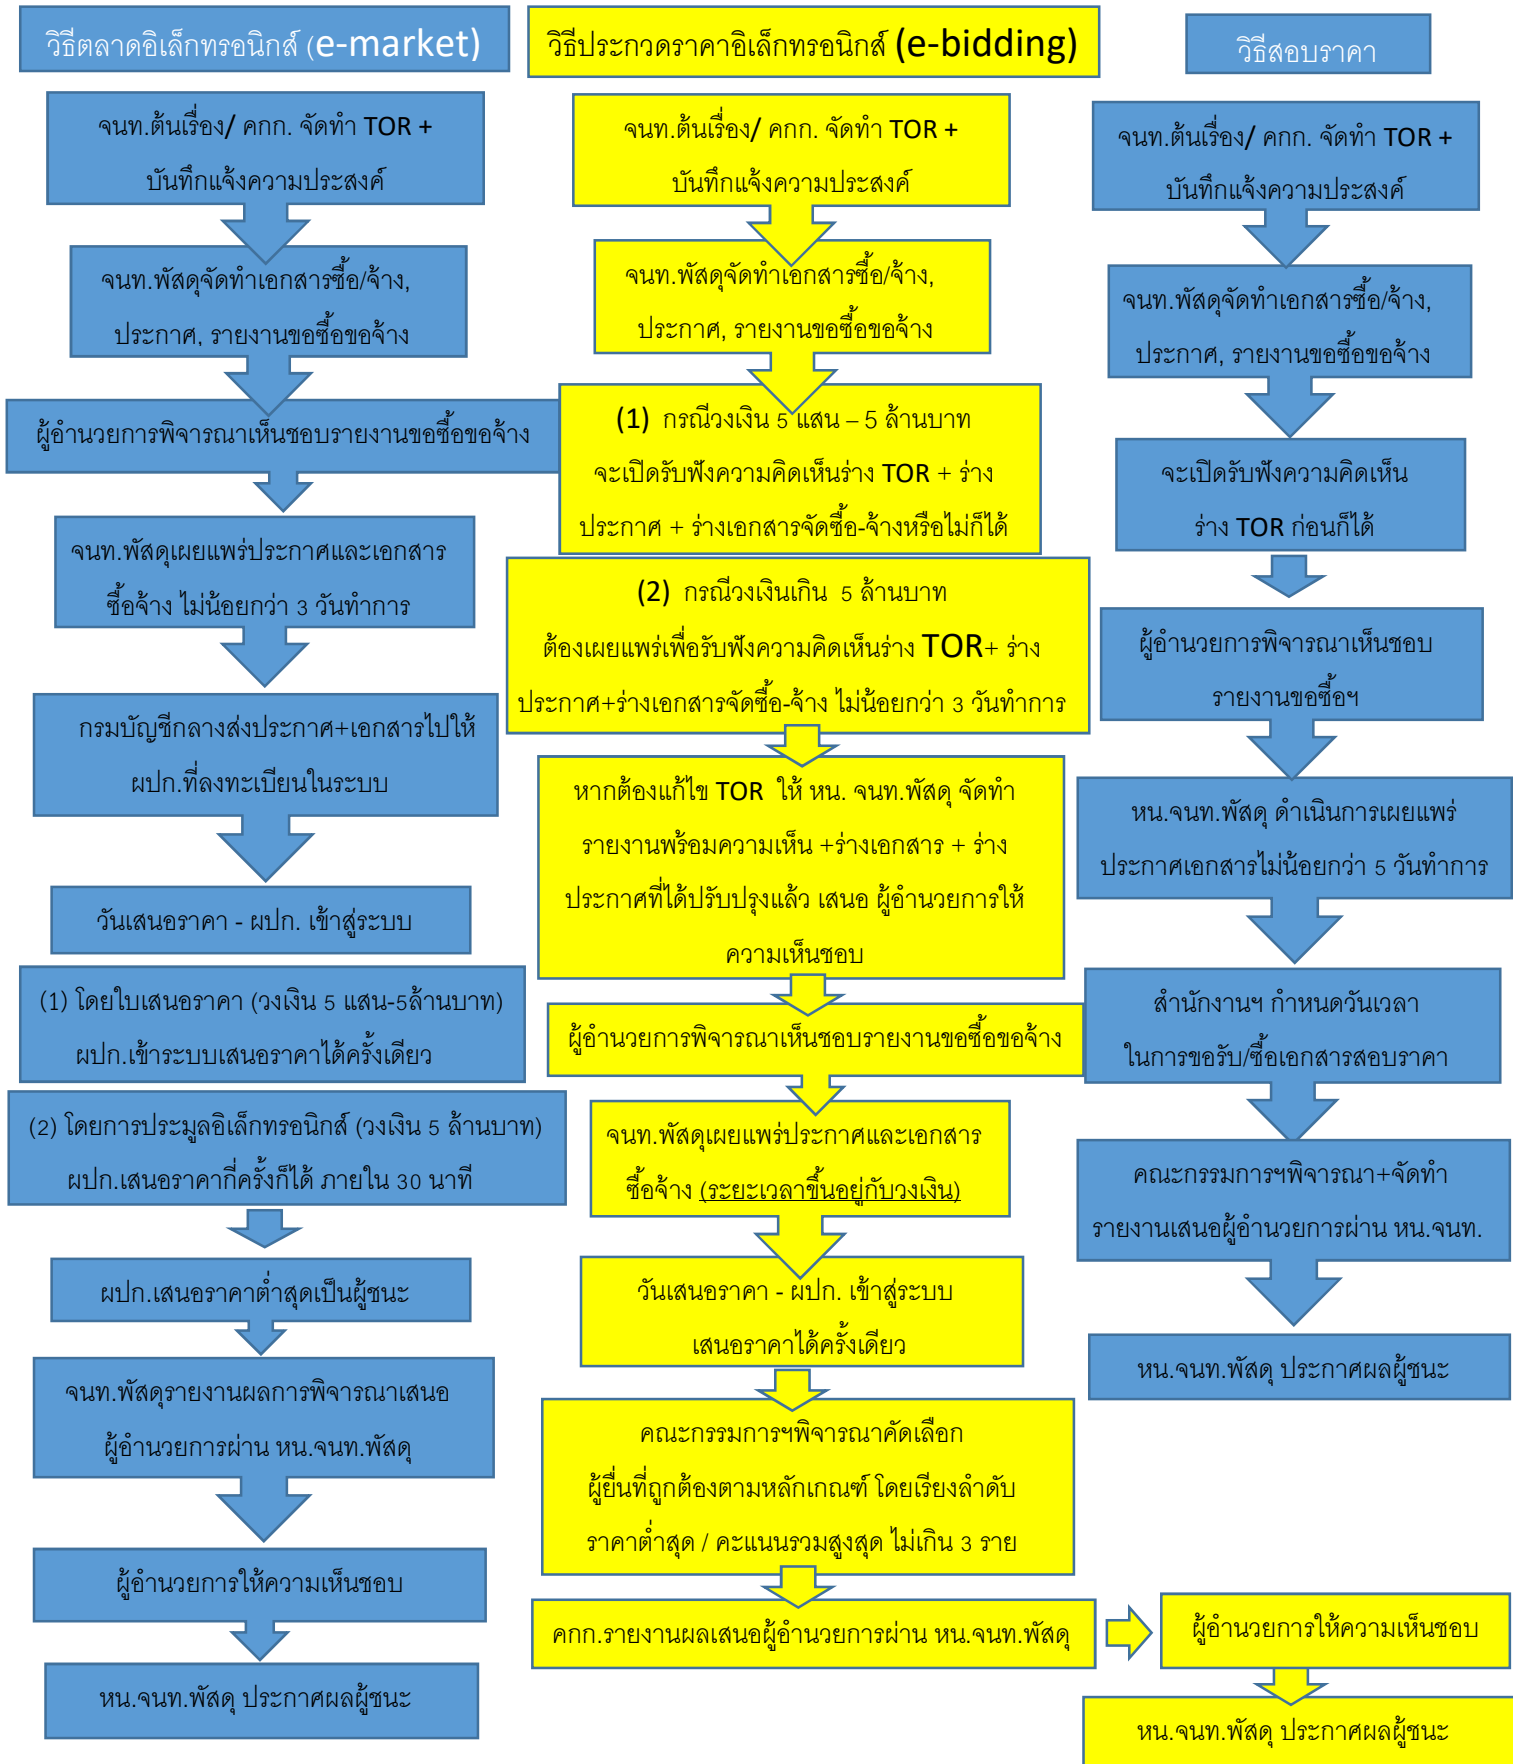 วิธีตลาดอิเล็กทรอนิกส์ (e-market)
จนท.ต้นเรื่อง/ คกก. จัดทำ TOR +
บันทึกแจ้งความประสงค์
จนท.พัสดุจัดทำเอกสารซื้อ/จ้าง,
ประกาศ, รายงานขอซื้อขอจ้าง
ผู้อำนวยการพิจารณาเห็นชอบรายงานขอซื้อขอจ้าง
จนท.พัสดุเผยแพร่ประกาศและเอกสาร
ซื้อจ้าง ไม่น้อยกว่า 3 วันทำการ
กรมบัญชีกลางส่งประกาศ+เอกสารไปให้
ผปก.ที่ลงทะเบียนในระบบ
วันเสนอราคา - ผปก. เข้าสู่ระบบ
(1) โดยใบเสนอราคา (วงเงิน 5 แสน-5ล้านบาท)
ผปก.เข้าระบบเสนอราคาได้ครั้งเดียว
(2) โดยการประมูลอิเล็กทรอนิกส์ (วงเงิน 5 ล้านบาท)
ผปก.เสนอราคากี่ครั้งก็ได้ ภายใน 30 นาที
ผปก.เสนอราคาต่ำสุดเป็นผู้ชนะ
จนท.พัสดุรายงานผลการพิจารณาเสนอ
ผู้อำนวยการผ่าน หน.จนท.พัสดุ
ผู้อำนวยการให้ความเห็นชอบ
หน.จนท.พัสดุ ประกาศผลผู้ชนะ
วิธีประกวดราคาอิเล็กทรอนิกส์ (e-bidding)
จนท.ต้นเรื่อง/ คกก. จัดทำ TOR +
บันทึกแจ้งความประสงค์
จนท.พัสดุจัดทำเอกสารซื้อ/จ้าง,
ประกาศ, รายงานขอซื้อขอจ้าง
(1) กรณีวงเงิน 5 แสน – 5 ล้านบาท
จะเปิดรับฟังความคิดเห็นร่าง TOR + ร่าง
ประกาศ + ร่างเอกสารจัดซื้อ-จ้างหรือไม่ก็ได้
(2) กรณีวงเงินเกิน 5 ล้านบาท
ต้องเผยแพร่เพื่อรับฟังความคิดเห็นร่าง TOR+ ร่าง
ประกาศ+ร่างเอกสารจัดซื้อ-จ้าง ไม่น้อยกว่า 3 วันทำการ
หากต้องแก้ไข TOR ให้ หน. จนท.พัสดุ จัดทำ
รายงานพร้อมความเห็น +ร่างเอกสาร + ร่าง
ประกาศที่ได้ปรับปรุงแล้ว เสนอ ผู้อำนวยการให้
ความเห็นชอบ
ผู้อำนวยการพิจารณาเห็นชอบรายงานขอซื้อขอจ้าง
จนท.พัสดุเผยแพร่ประกาศและเอกสาร
ซื้อจ้าง (ระยะเวลาขึ้นอยู่กับวงเงิน)
วันเสนอราคา - ผปก. เข้าสู่ระบบ
เสนอราคาได้ครั้งเดียว
คณะกรรมการฯพิจารณาคัดเลือก
ผู้ยื่นที่ถูกต้องตามหลักเกณฑ์ โดยเรียงลำดับ
ราคาต่ำสุด / คะแนนรวมสูงสุด ไม่เกิน 3 ราย
คกก.รายงานผลเสนอผู้อำนวยการผ่าน หน.จนท.พัสดุ
ผู้อำนวยการให้ความเห็นชอบ
หน.จนท.พัสดุ ประกาศผลผู้ชนะ
วิธีสอบราคา
จนท.ต้นเรื่อง/ คกก. จัดทำ TOR +
บันทึกแจ้งความประสงค์
จนท.พัสดุจัดทำเอกสารซื้อ/จ้าง,
ประกาศ, รายงานขอซื้อขอจ้าง
จะเปิดรับฟังความคิดเห็น
ร่าง TOR ก่อนก็ได้
ผู้อำนวยการพิจารณาเห็นชอบ
รายงานขอซื้อฯ
หน.จนท.พัสดุ ดำเนินการเผยแพร่
ประกาศเอกสารไม่น้อยกว่า 5 วันทำการ
สำนักงานฯ กำหนดวันเวลา
ในการขอรับ/ซื้อเอกสารสอบราคา
คณะกรรมการฯพิจารณา+จัดทำ
รายงานเสนอผู้อำนวยการผ่าน หน.จนท.
หน.จนท.พัสดุ ประกาศผลผู้ชนะ